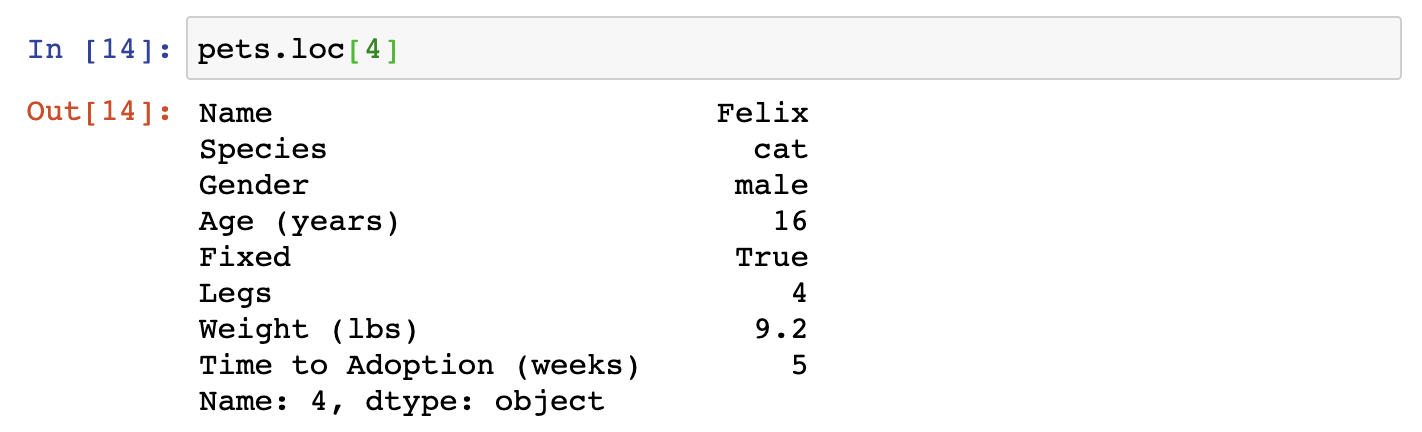 In [14]: pets.loc[4]
Out[14]: Name Felix
Species cat
Gender male
Age (years) 16
Fixed True
Legs 4
Weight (lbs) 9.2
Time to Adoption (weeks) 5
Name: 4, dtype: object